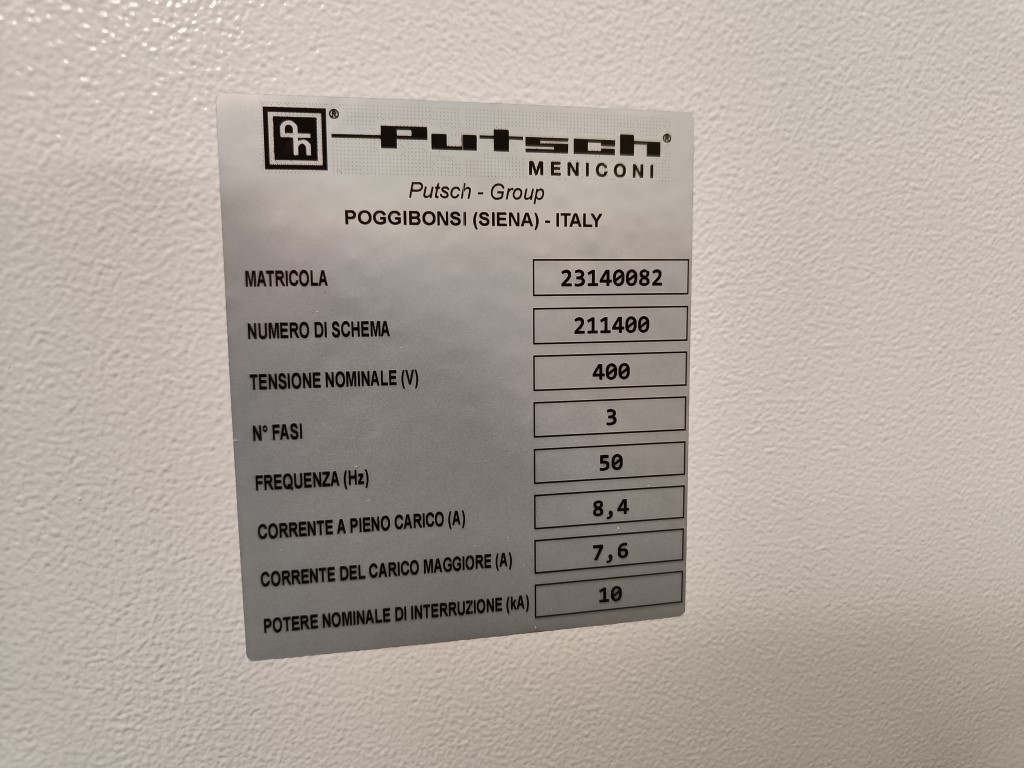 Putsch®
MENICONI
Putsch - Group
POGGIBONSI (SIENA) - ITALY
MATRICOLA 23140082
NUMERO DI SCHEMA 211400
TENSIONE NOMINALE (V) 400
N° FASI 3
FREQUENZA (Hz) 50
CORRENTE A PIENO CARICO (A) 8,4
CORRENTE DEL CARICO MAGGIORE (A) 7,6
POTERE NOMINALE DI INTERRUZIONE (kA) 10